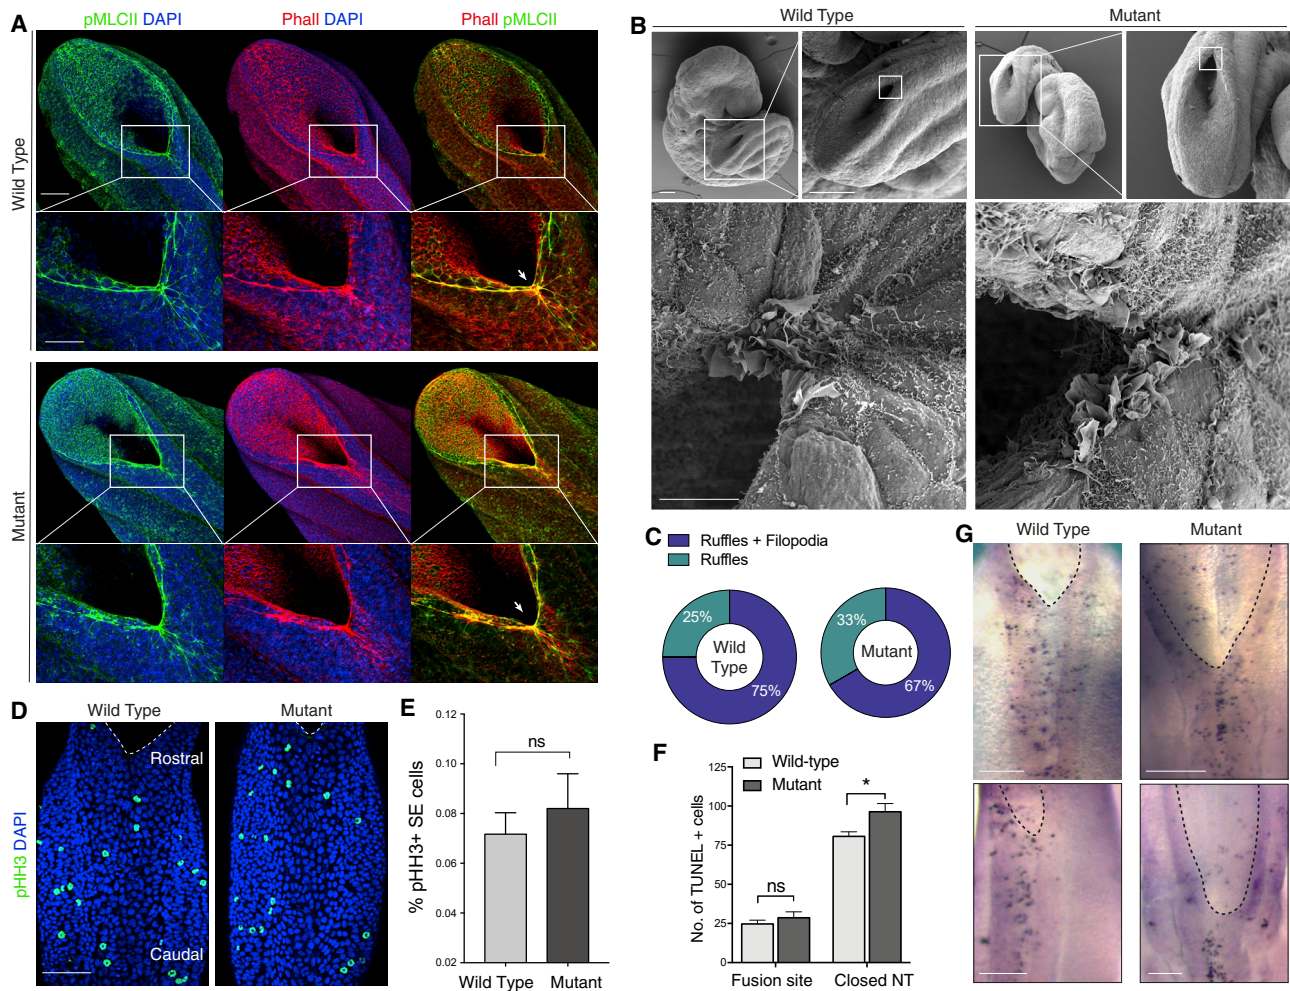 A
pMLCII DAPI
Phall DAPI
Phall pMLCII
Wild Type
Mutant
B
Wild Type
Mutant
C
Ruffles + Filopodia
Ruffles
25%
Wild
Type
75%
33%
Mutant
67%
D
Wild Type
Mutant
pHH3 DAPI
Rostral
Caudal
E
% pHH3+ SE cells
0.12
0.10
0.08
0.06
0.04
0.02
ns
Wild Type
Mutant
F
Wild-type
Mutant
No. of TUNEL + cells
125
100
75
50
25
0
ns
*
Fusion site
Closed NT
G
Wild Type
Mutant